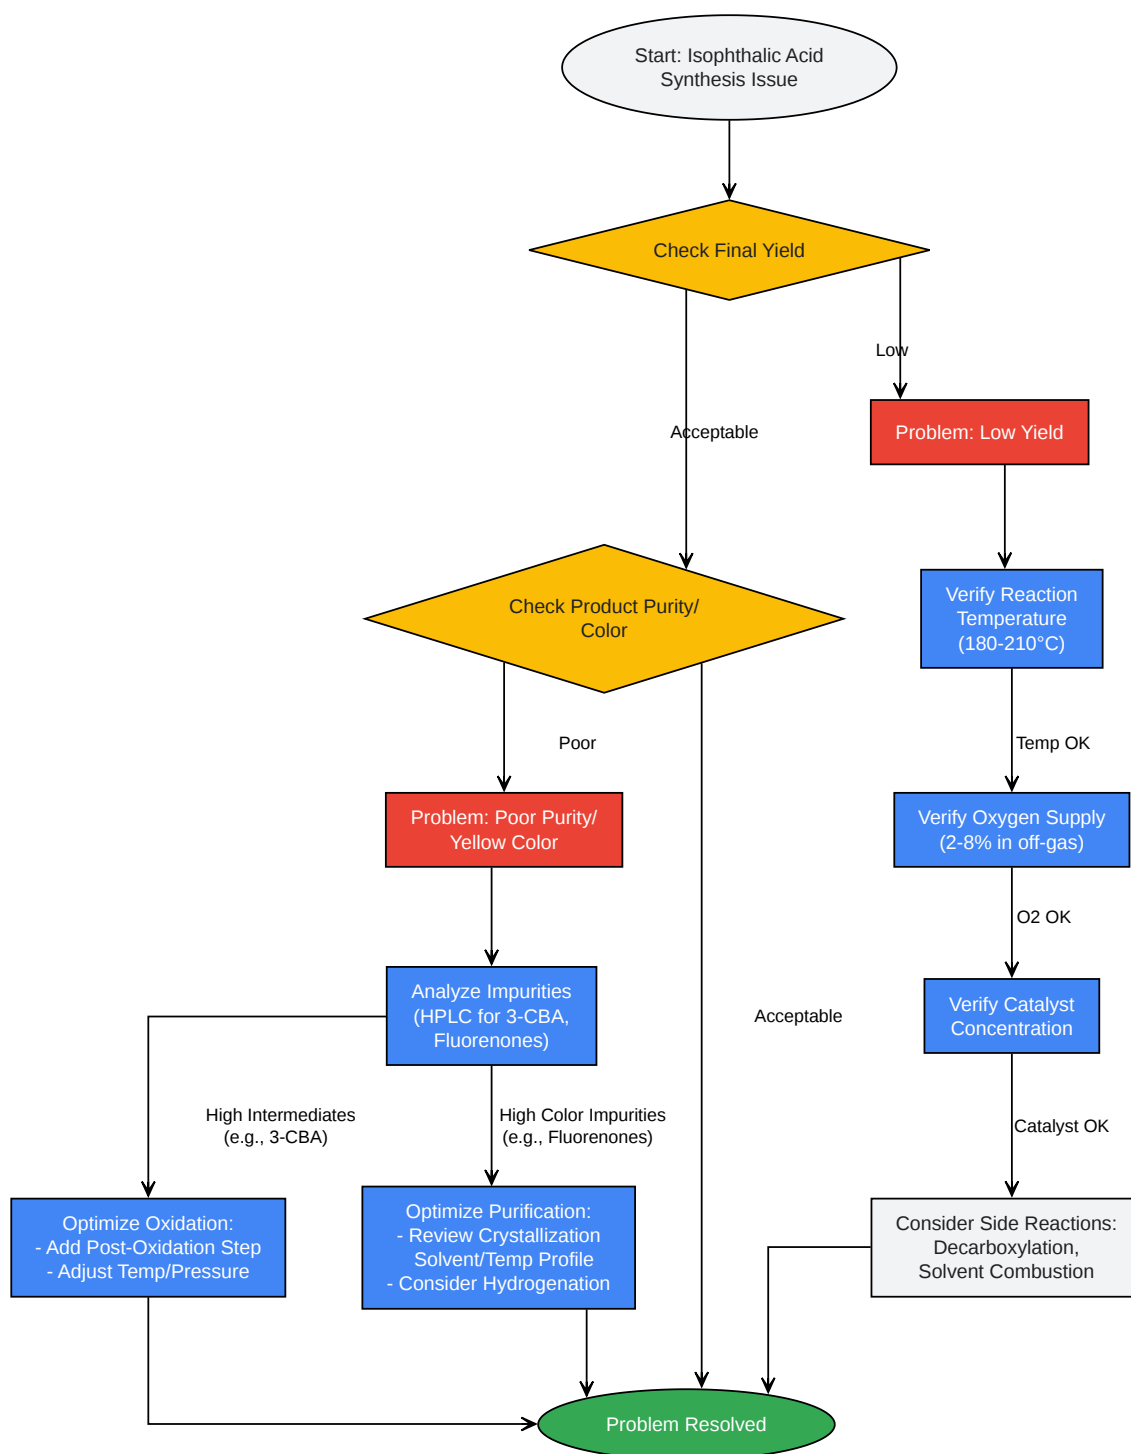 Start: Isophthalic Acid
Synthesis Issue
Check Final Yield
Low
Acceptable
Problem: Low Yield
Check Product Purity/
Color
Verify Reaction
Temperature
(180-210°C)
Poor
Temp OK
Problem: Poor Purity/
Yellow Color
Verify Oxygen Supply
(2-8% in off-gas)
O2 OK
Analyze Impurities
(HPLC for 3-CBA,
Fluorenones)
Acceptable
Verify Catalyst
Concentration
High Intermediates
(e.g., 3-CBA)
High Color Impurities
(e.g., Fluorenones)
Catalyst OK
Optimize Oxidation:
- Add Post-Oxidation Step
- Adjust Temp/Pressure
Optimize Purification:
- Review Crystallization
Solvent/Temp Profile
- Consider Hydrogenation
Consider Side Reactions:
Decarboxylation,
Solvent Combustion
Problem Resolved